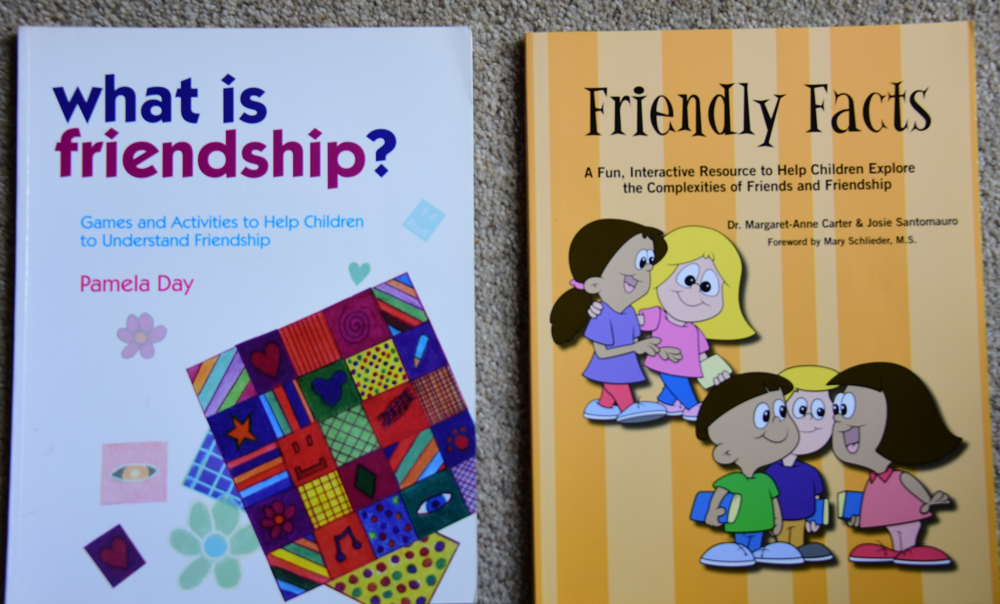 what is
friendship?
Games and Activities to Help Children
to Understand Friendship
Pamela Day
Friendly Facts
A Fun, Interactive Resource to Help Children Explore
the Complexities of Friends and Friendship
Dr. Margaret-Anne Carter & Josie Santomauro
Foreword by Mary Schlieder, M.S.